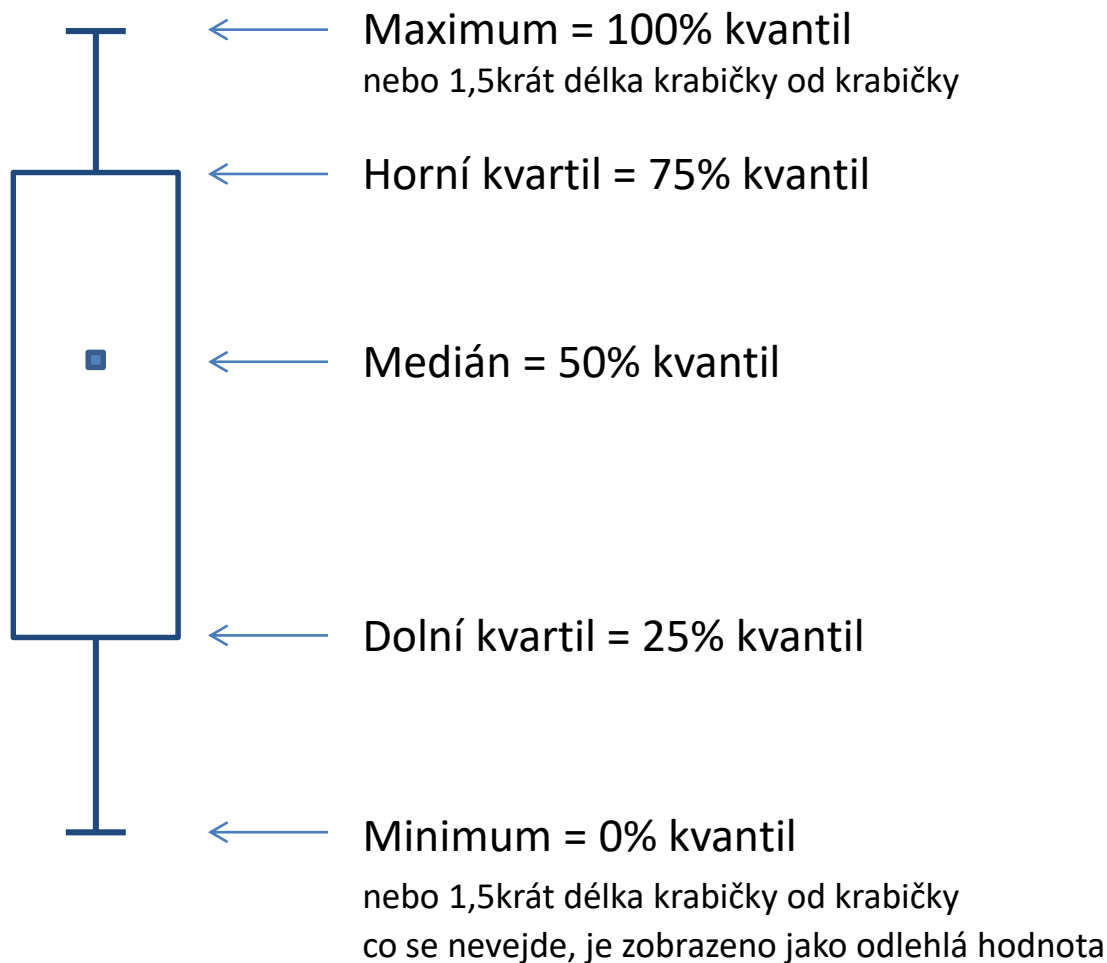 Maximum = 100% kvantil
nebo 1,5krát délka krabičky od krabičky
Horní kvartil = 75% kvantil
Medián = 50% kvantil
Dolní kvartil = 25% kvantil
Minimum = 0% kvantil
nebo 1,5krát délka krabičky od krabičky
co se nevejde, je zobrazeno jako odlehlá hodnota